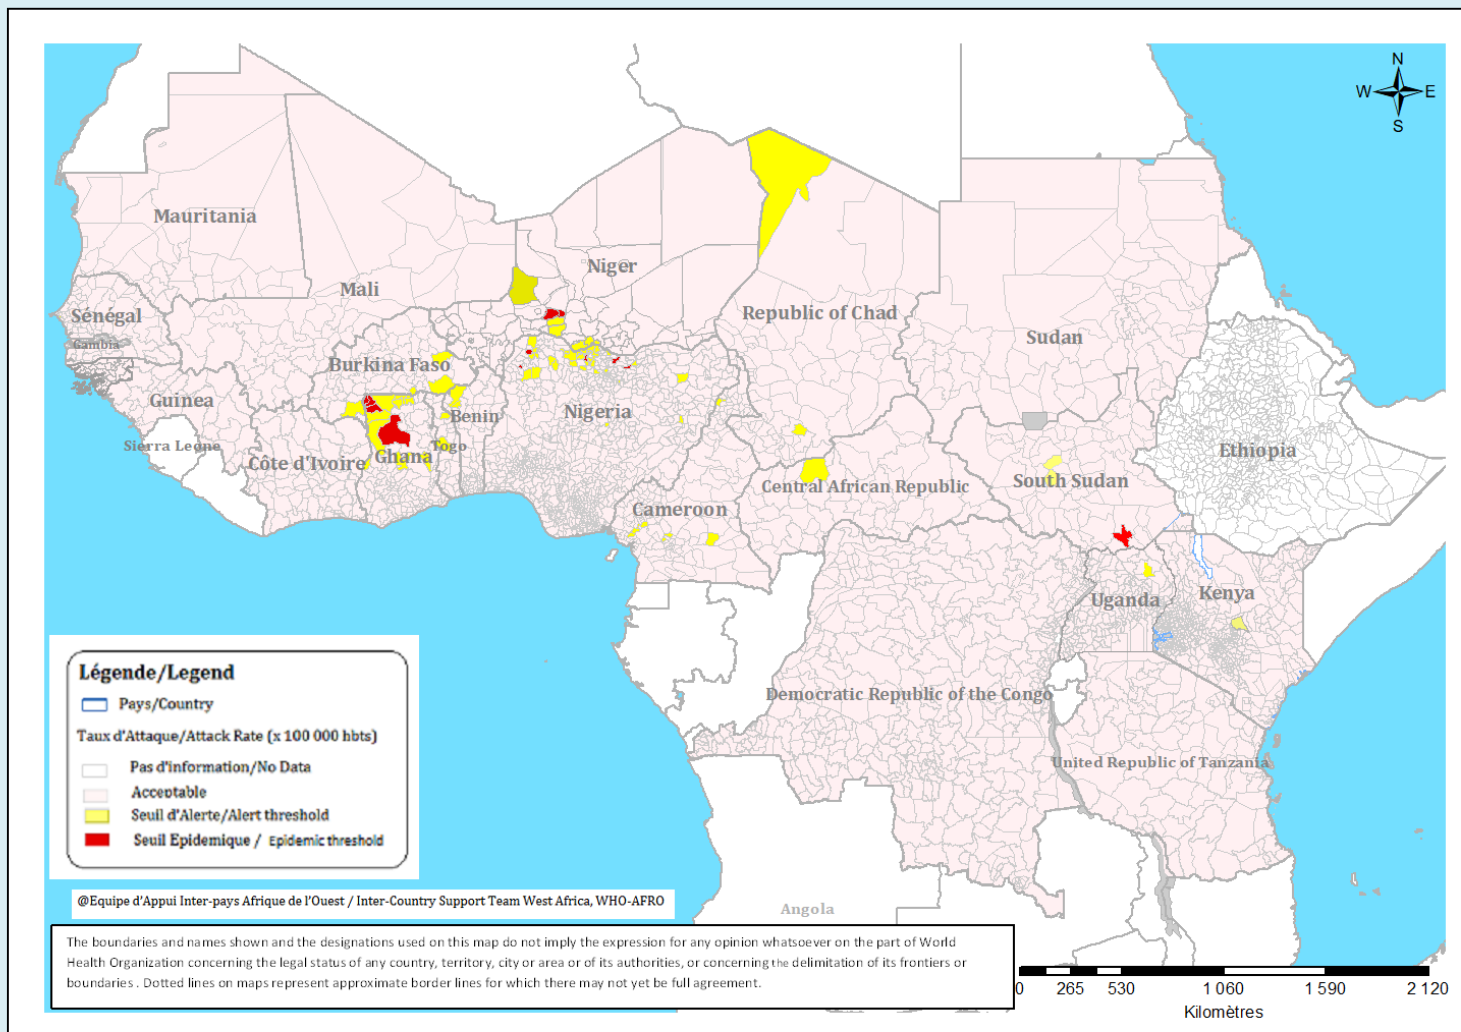 N
W E
S
Mauritania
Mali
Niger
Sénégal
Gambia
Republic of Chad
Sudan
Burkina Faso
Guinea
Benin
Nigeria
Sierra Leone
Côte d'Ivoire
Ghana
Togo
Ethiopia
Central African Republic
South Sudan
Cameroon
Uganda
Kenya
Democratic Republic of the Congo
United Republic of Tanzania
Angola
Légende/Legend
Pays/Country
Taux d'Attaque/Attack Rate (x 100 000 hbts)
Pas d'information/No Data
Acceptable
Seuil d'Alerte/Alert threshold
Seuil Epidemique / Epidemic threshold
@Equipe d'Appui Inter-pays Afrique de l'Ouest / Inter-Country Support Team West Africa, WHO-AFRO
The boundaries and names shown and the designations used on this map do not imply the expression for any opinion whatsoever on the part of World
Health Organization concerning the legal status of any country, territory, city or area or of its authorities, or concerning the delimitation of its frontiers or
boundaries . Dotted lines on maps represent approximate border lines for which there may not yet be full agreement.
0 265 530 1 060 1 590 2 120
Kilomètres